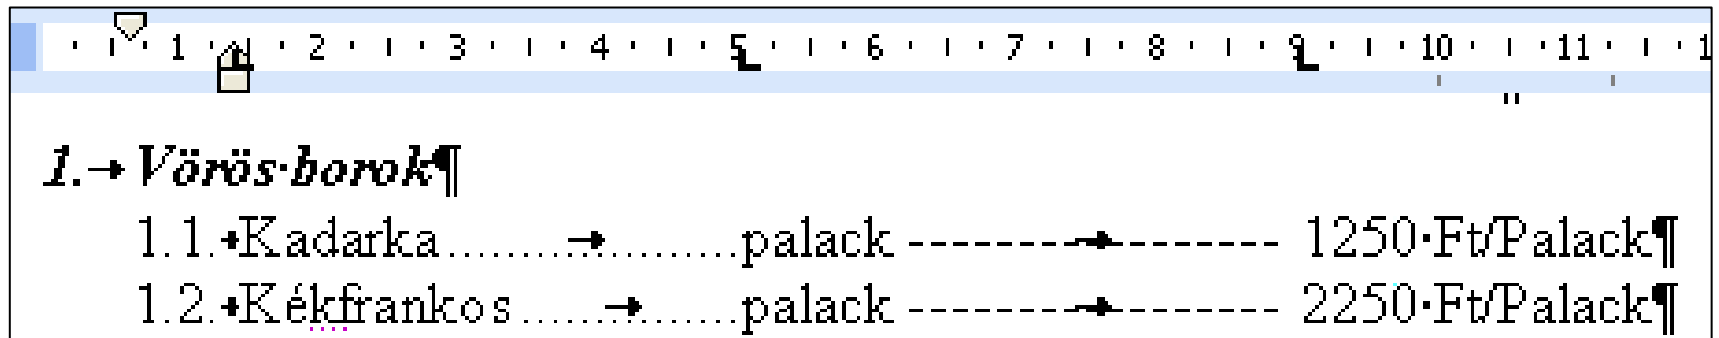 1 2 3 4 5 6 7 8 9 10 11 1
1.→ Vörös·borok¶
1.1.→Kadarka....................→....................palack ----------------→---------------- 1250·Ft/Palack¶
1.2.→Kékfrankos...............→...............palack ----------------→---------------- 2250·Ft/Palack¶